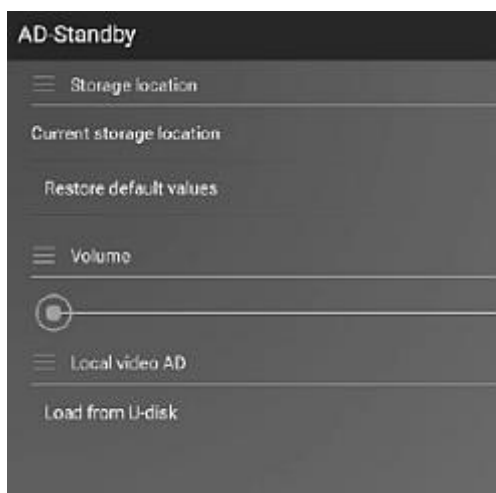 AD-Standby
Storage location
Current storage location
Restore default values
Volume
Local video AD
Load from U-disk